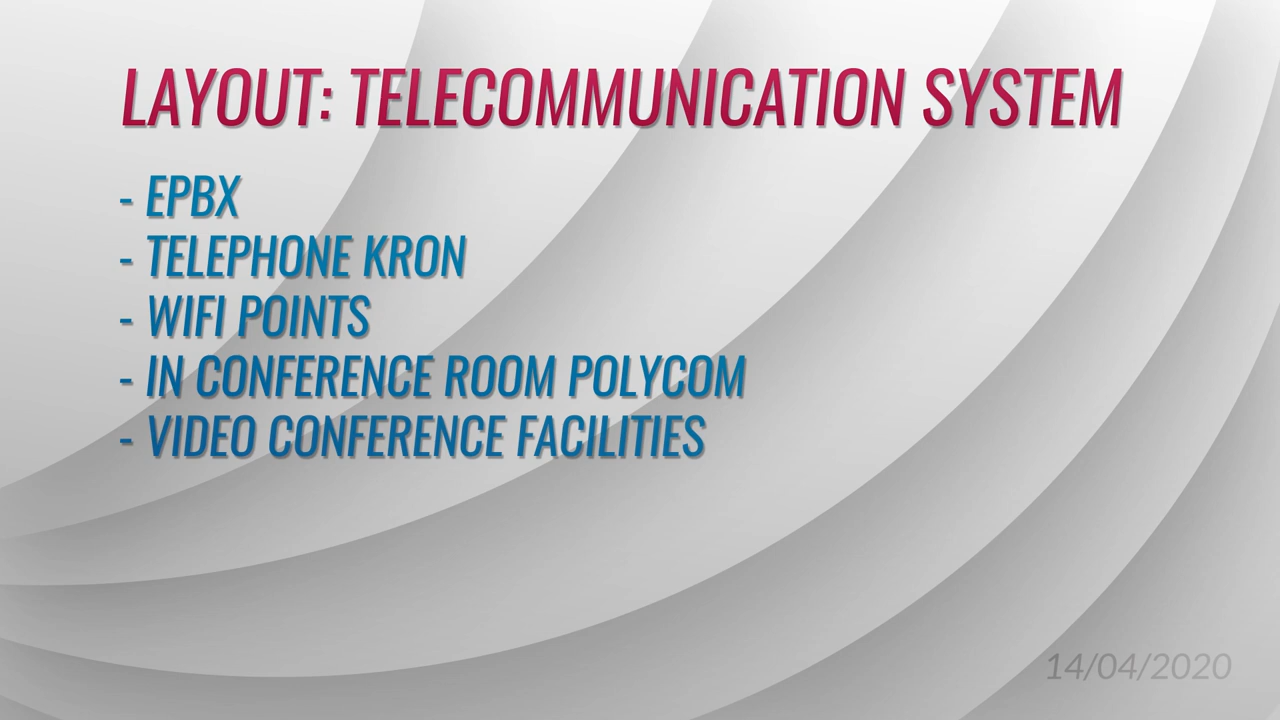 LAYOUT: TELECOMMUNICATION SYSTEM
- EPBX
- TELEPHONE KRON
- WIFI POINTS
- IN CONFERENCE ROOM POLYCOM
- VIDEO CONFERENCE FACILITIES
14/04/2020